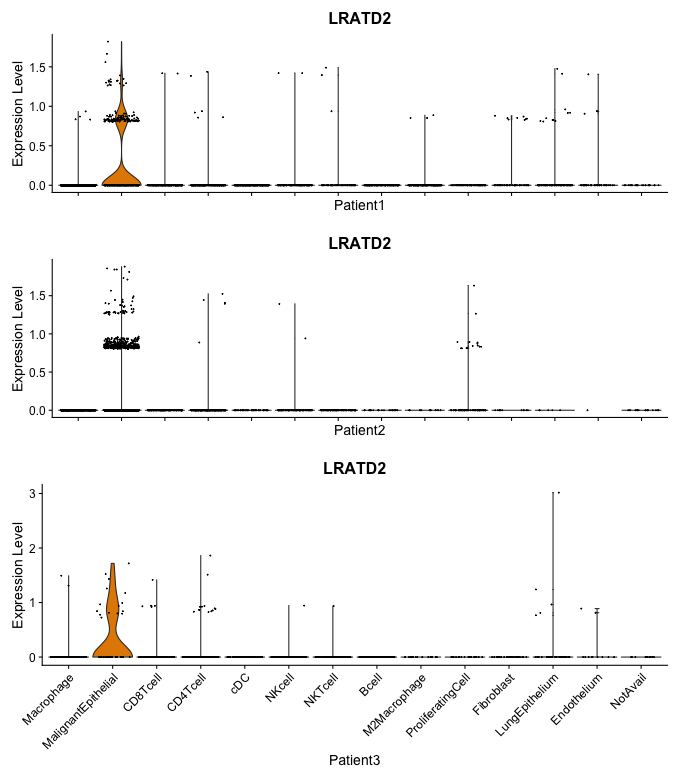 LRATD2
Expression Level
1.5
1.0
0.5
0.0
Patient1
LRATD2
Expression Level
1.5
1.0
0.5
0.0
Patient2
LRATD2
Expression Level
3
2
1
0
Macrophage
MalignantEpithelial
CD8Tcell
CD4Tcell
cDC
NKcell
NKTcell
Bcell
M2Macrophage
ProliferatingCell
Fibroblast
LungEpithelium
Endothelium
NotAvail
Patient3